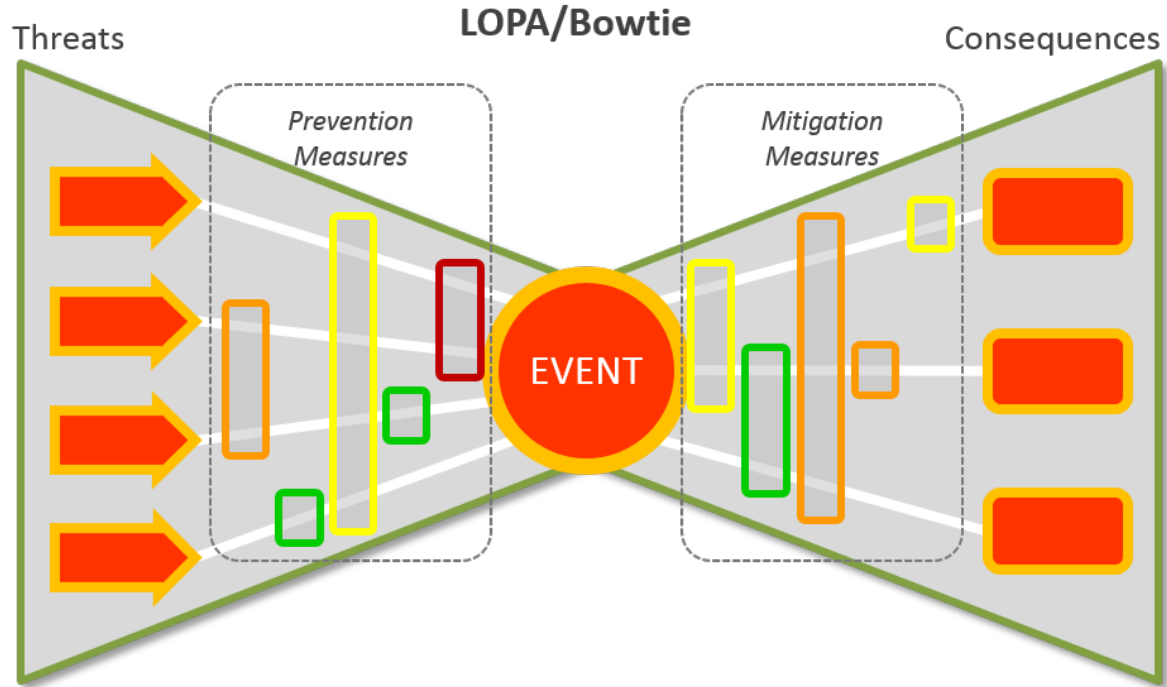 LOPA/Bowtie
Threats
Consequences
Prevention
Measures
Mitigation
Measures
EVENT